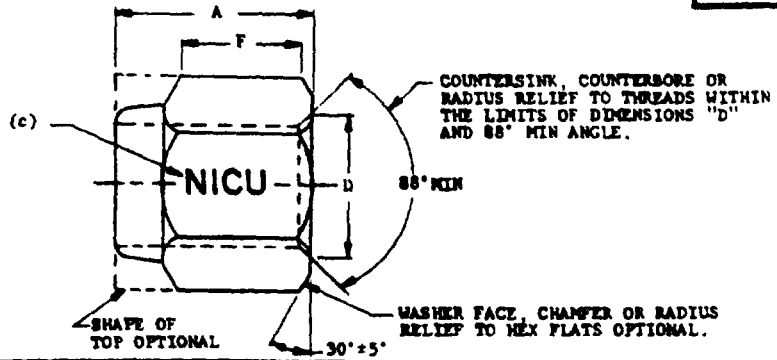 A
F
COUNTERSINK, COUNTERBORE OR
RADIUS RELIEF TO THREADS WITHIN
THE LIMITS OF DIMENSIONS "D"
AND 88° MIN ANGLE.
(c)
NICU
D
88° MIN
SHAPE OF
TOP OPTIONAL
WASHER FACE, CHAMFER OR RADIUS
RELIEF TO HEX FLATS OPTIONAL.
30°±5°